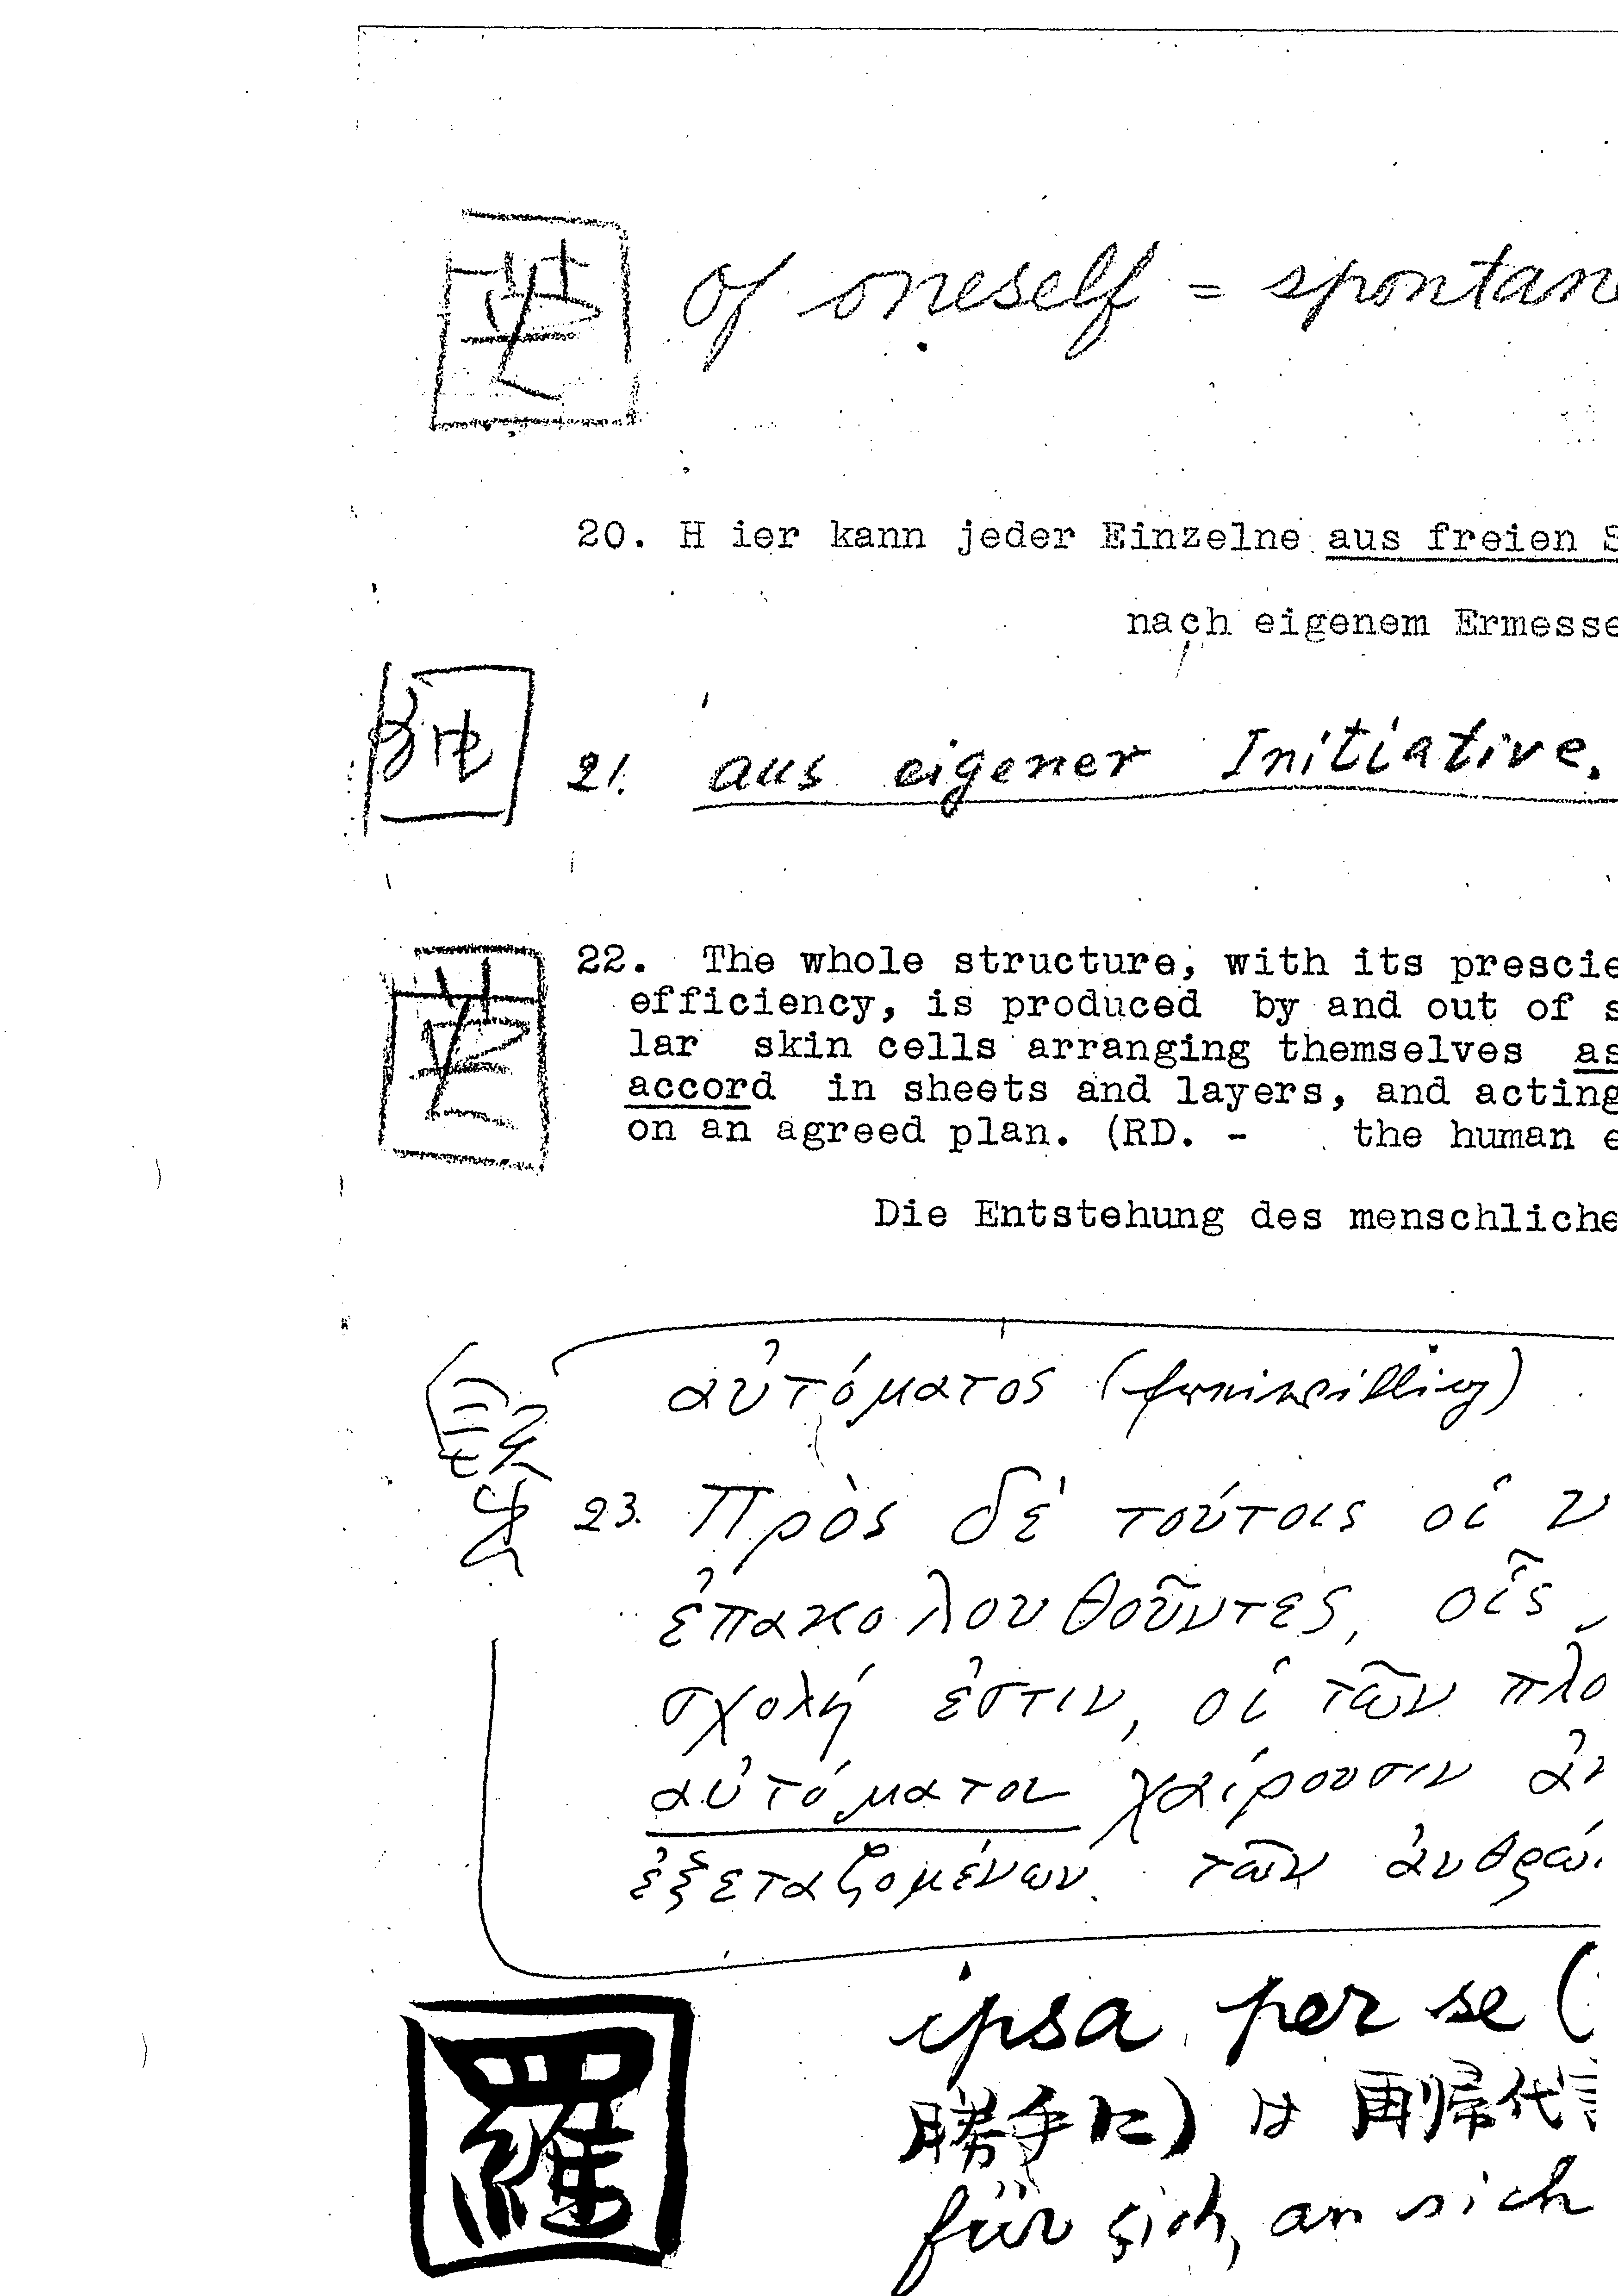 英 of oneself = spontane
20. H ier kann jeder Einzelne aus freien S
nach eigenem Ermesse
独 21. aus eigener Initiative.
英 22. The whole structure, with its prescie
efficiency, is produced by and out of s
lar skin cells arranging themselves as
accord in sheets and layers, and acting
on an agreed plan. (RD. - the human e
Die Entstehung des menschliche
αὐτόματος (freiwillig)
23. Πρὸς δὲ τούτοις οἱ ν
ἐπακολουθοῦντες, οἷς
σχολή ἐστιν, οἱ τῶν πλο
αὐτόματοι χαίρουσιν ἀκ
ἐξεταζομένων τῶν ἀνθρώ
羅 ipsa per se (
勝手に) は 再帰代
für sich, an sich